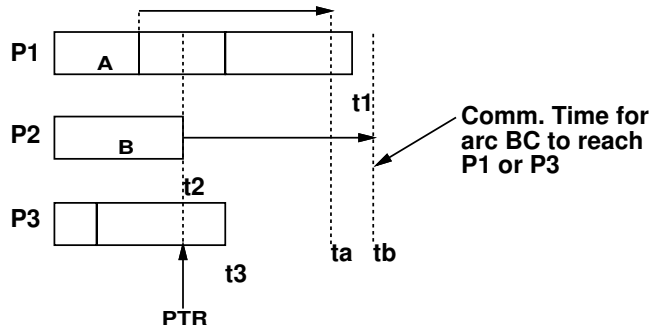 P1
A
t1
P2
B
Comm. Time for
arc BC to reach
P1 or P3
t2
P3
ta
tb
t3
PTR